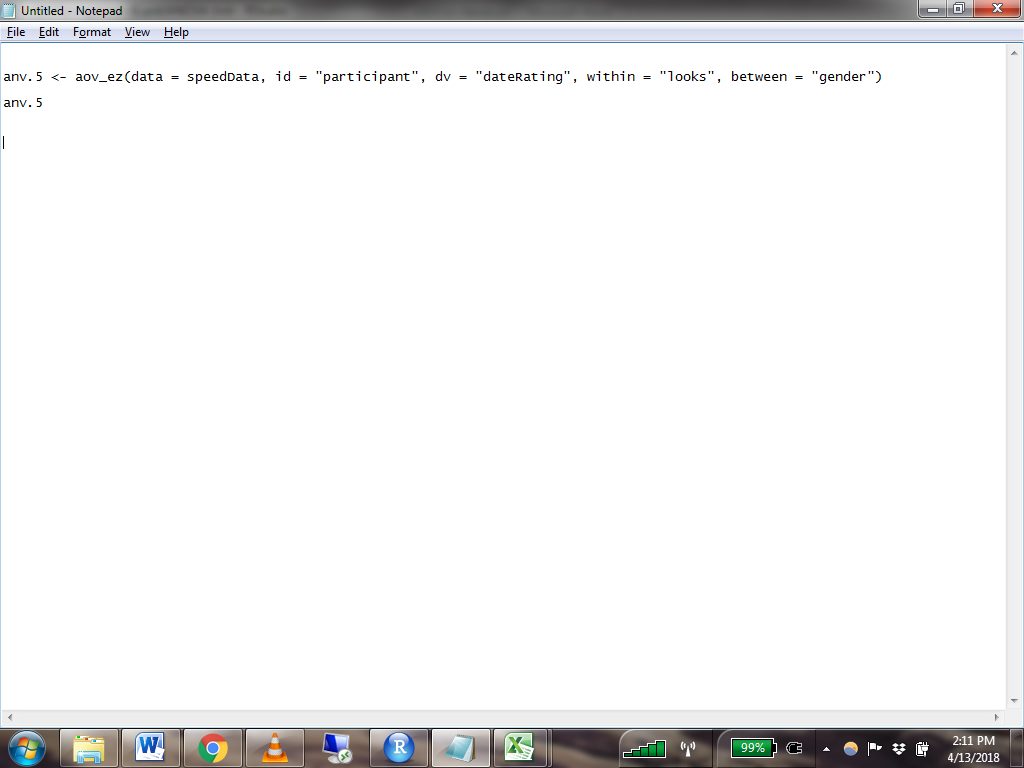 Untitled - Notepad
File Edit Format View Help
anv.5 <- aov_ez(data = speedData, id = "participant", dv = "dateRating", within = "looks", between = "gender")
anv.5
W R X 99% 2:11 PM
4/13/2018